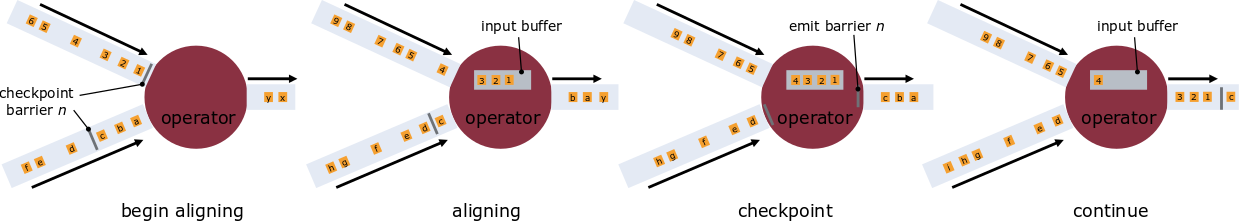 6 5 4 3 2 1
checkpoint
barrier n
operator
y x
f e d c b a
begin aligning
9 8 7 6 5 4
input buffer
3 2 1
operator
b a y
h g f e d c
aligning
9 8 7 6 5
emit barrier n
4 3 2 1
operator
c b a
h g f e d
checkpoint
9 8 7 6 5
input buffer
4
operator
3 2 1 c
i h g f e d
continue